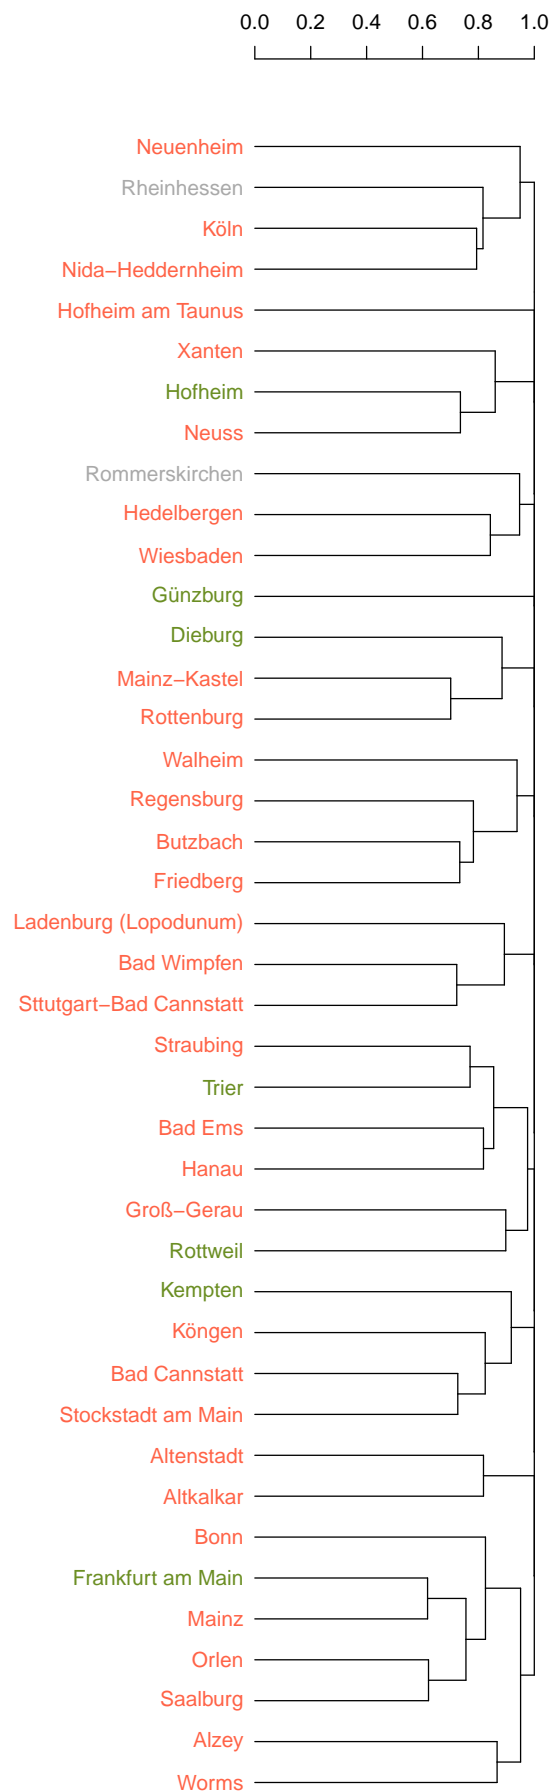 0.0 0.2 0.4 0.6 0.8 1.0
Neuenheim
Rheinhessen
Köln
Nida−Heddernheim
Hofheim am Taunus
Xanten
Hofheim
Neuss
Rommerskirchen
Hedelbergen
Wiesbaden
Günzburg
Dieburg
Mainz−Kastel
Rottenburg
Walheim
Regensburg
Butzbach
Friedberg
Ladenburg (Lopodunum)
Bad Wimpfen
Sttutgart−Bad Cannstatt
Straubing
Trier
Bad Ems
Hanau
Groß−Gerau
Rottweil
Kempten
Köngen
Bad Cannstatt
Stockstadt am Main
Altenstadt
Altkalkar
Bonn
Frankfurt am Main
Mainz
Orlen
Saalburg
Alzey
Worms